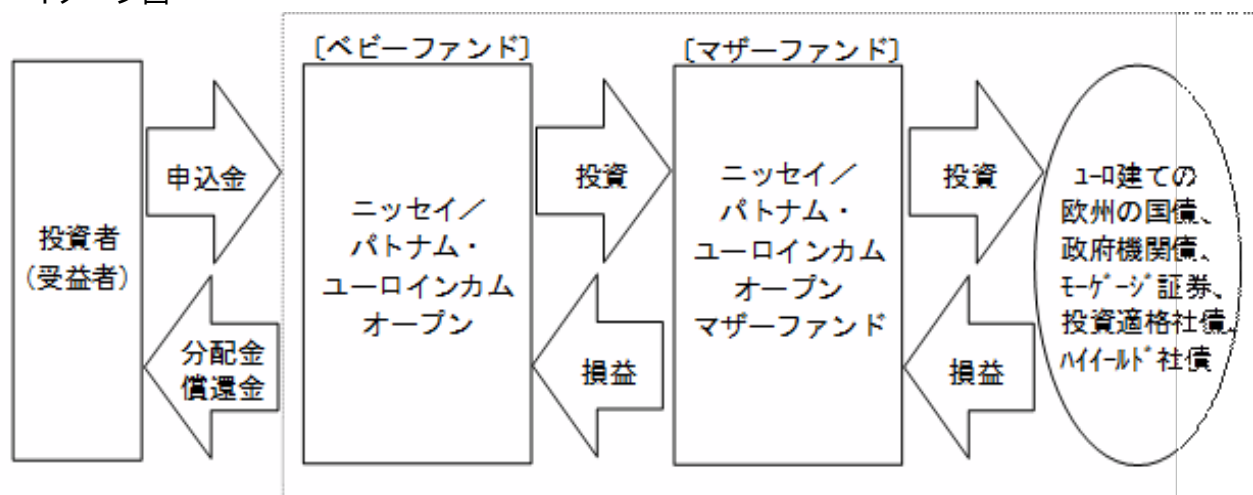 〔ベビーファンド〕
〔マザーファンド〕
投資者
(受益者)
申込金
分配金
償還金
ニッセイ/
パトナム・
ユーロインカム
オープン
投資
損益
ニッセイ/
パトナム・
ユーロインカム
オープン
マザーファンド
投資
損益
ﾕｰﾛ建ての
欧州の国債、
政府機関債、
ﾓｰｹﾞｰｼﾞ証券、
投資適格社債、
ﾊｲｲｰﾙﾄﾞ社債